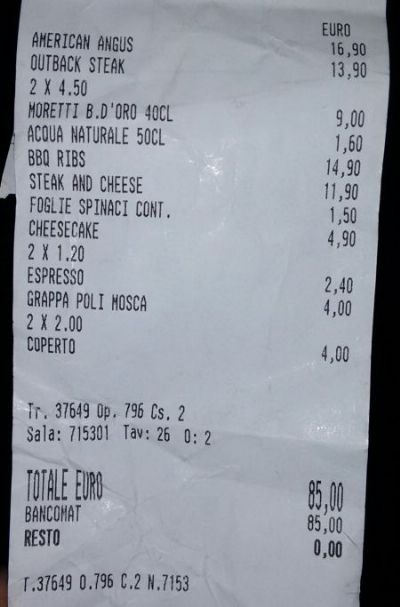 EURO
AMERICAN ANGUS 16,90
OUTBACK STEAK 13,90
2 X 4.50
MORETTI B.D'ORO 40CL 9,00
ACQUA NATURALE 50CL 1,60
BBQ RIBS 14,90
STEAK AND CHEESE 11,90
FOGLIE SPINACI CONT. 1,50
CHEESECAKE 4,90
2 X 1.20
ESPRESSO 2,40
GRAPPA POLI MOSCA 4,00
2 X 2.00
COPERTO 4,00
Tr. 37649 Op. 796 Cs. 2
Sala: 715301 Tav: 26 O: 2
TOTALE EURO 85,00
BANCOMAT 85,00
RESTO 0,00
T.37649 O.796 C.2 N.7153